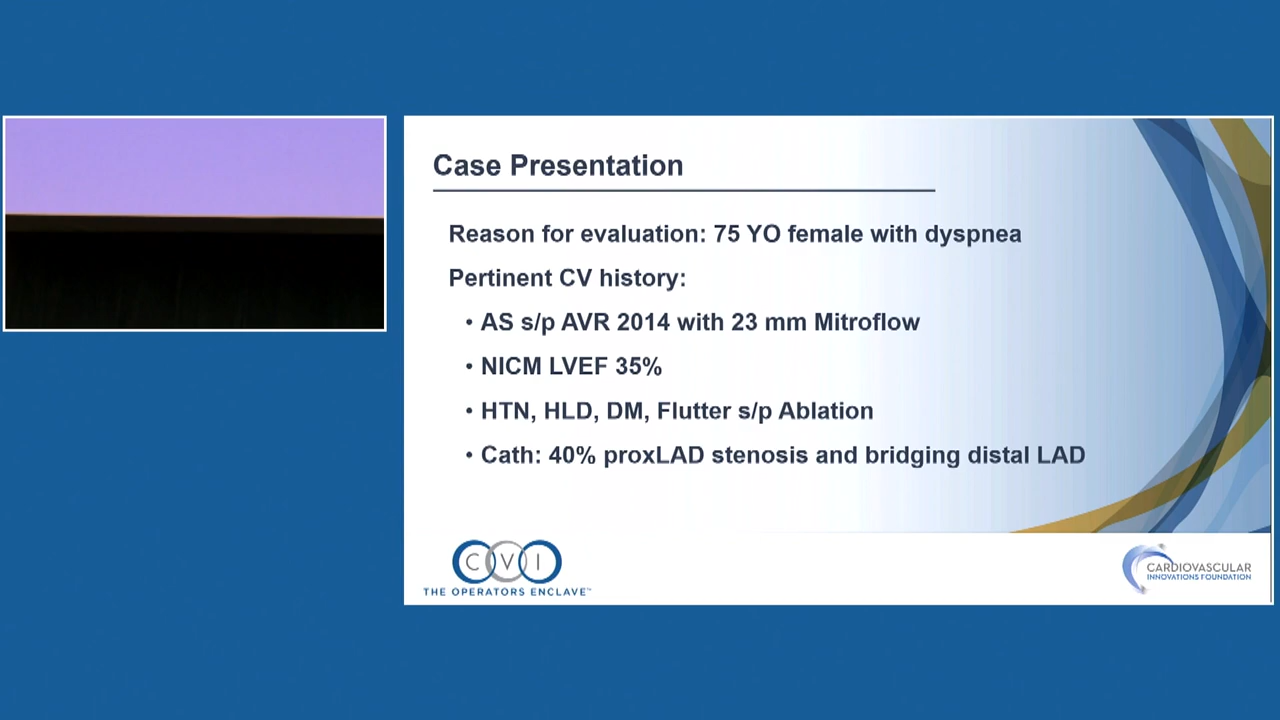 Case Presentation
Reason for evaluation: 75 YO female with dyspnea
Pertinent CV history:
• AS s/p AVR 2014 with 23 mm Mitroflow
• NICM LVEF 35%
• HTN, HLD, DM, Flutter s/p Ablation
• Cath: 40% proxLAD stenosis and bridging distal LAD
CVI
THE OPERATORS ENCLAVE™
CARDIOVASCULAR
INNOVATIONS FOUNDATION